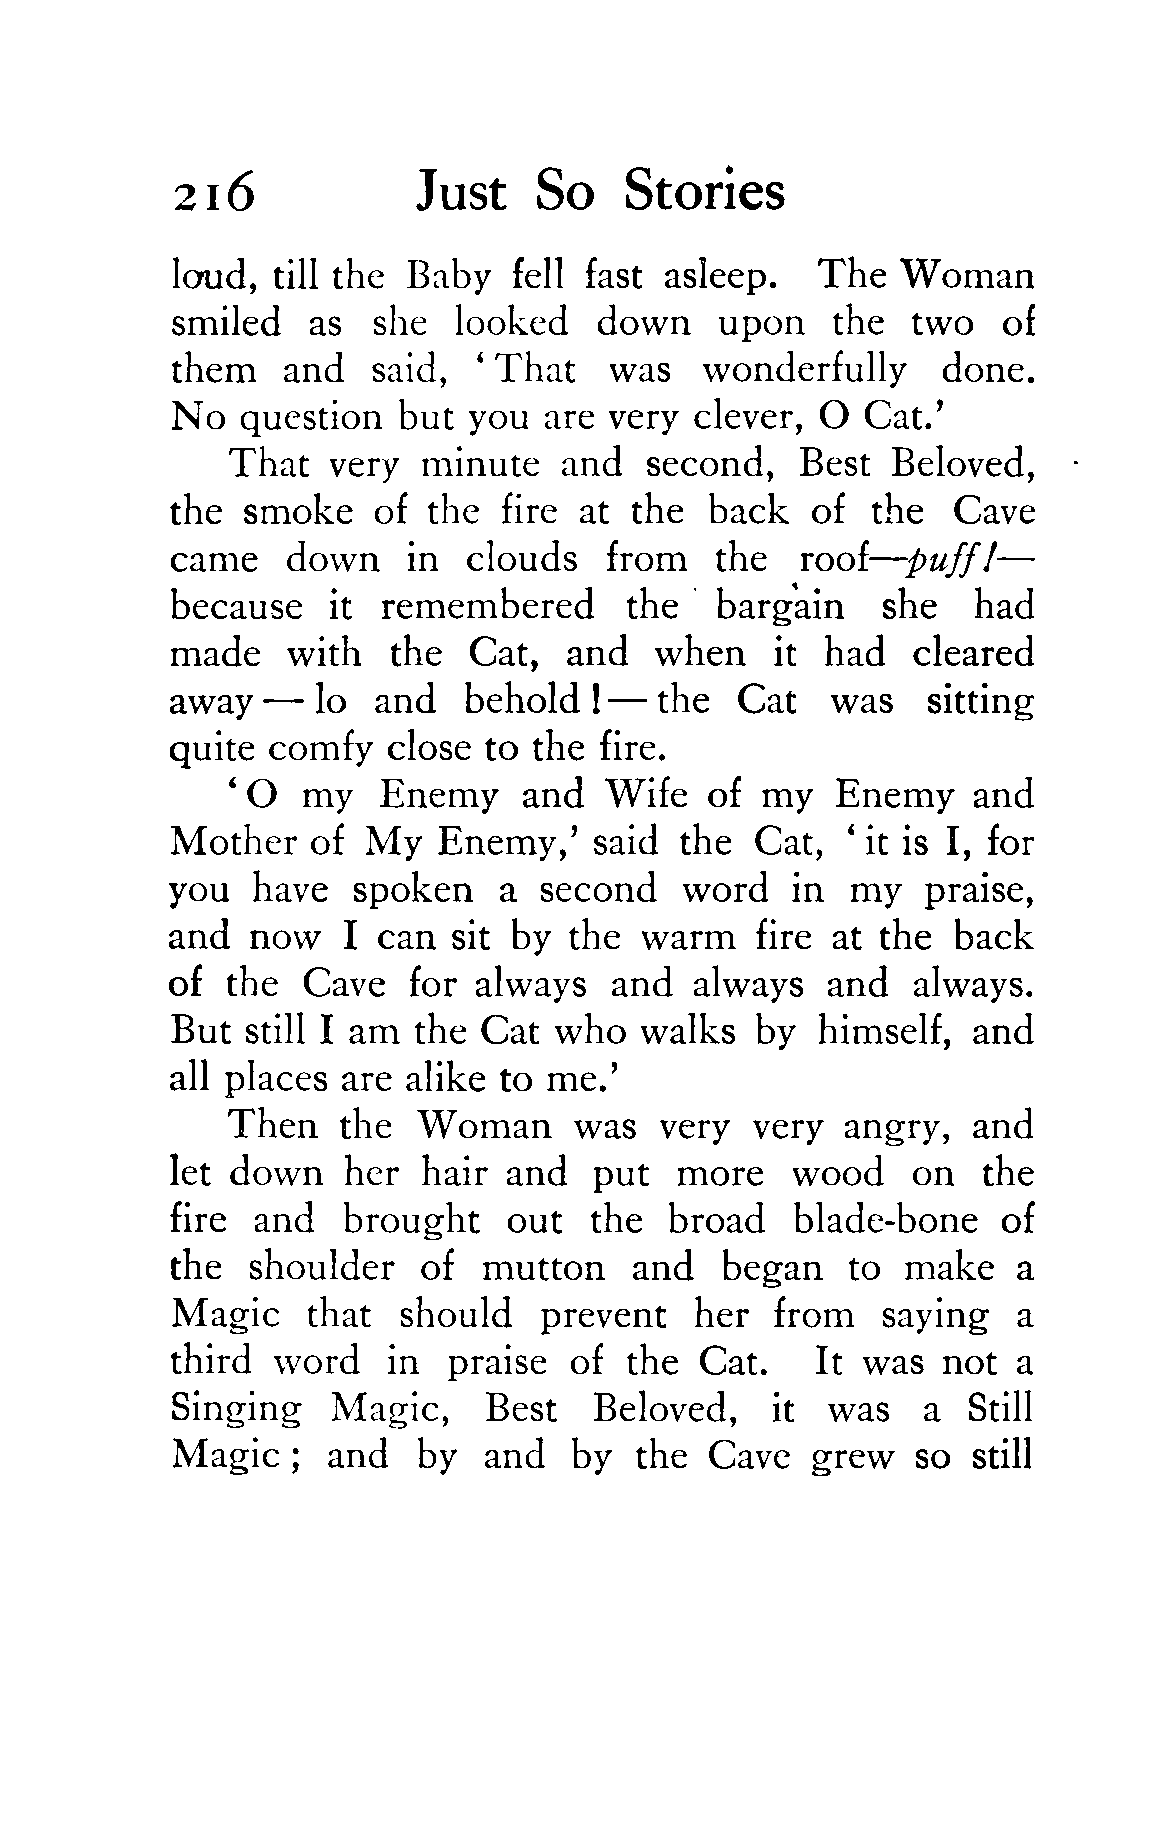 216 Just So Stories
loud, till the Baby fell fast asleep. The Woman
smiled as she looked down upon the two of
them and said, ‘ That was wonderfully done.
No question but you are very clever, O Cat.’
That very minute and second, Best Beloved,
the smoke of the fire at the back of the Cave
came down in clouds from the roof—puff!—
because it remembered the bargain she had
made with the Cat, and when it had cleared
away — lo and behold ! — the Cat was sitting
quite comfy close to the fire.
‘ O my Enemy and Wife of my Enemy and
Mother of My Enemy,’ said the Cat, ‘ it is I, for
you have spoken a second word in my praise,
and now I can sit by the warm fire at the back
of the Cave for always and always and always.
But still I am the Cat who walks by himself, and
all places are alike to me.’
Then the Woman was very very angry, and
let down her hair and put more wood on the
fire and brought out the broad blade-bone of
the shoulder of mutton and began to make a
Magic that should prevent her from saying a
third word in praise of the Cat. It was not a
Singing Magic, Best Beloved, it was a Still
Magic ; and by and by the Cave grew so still